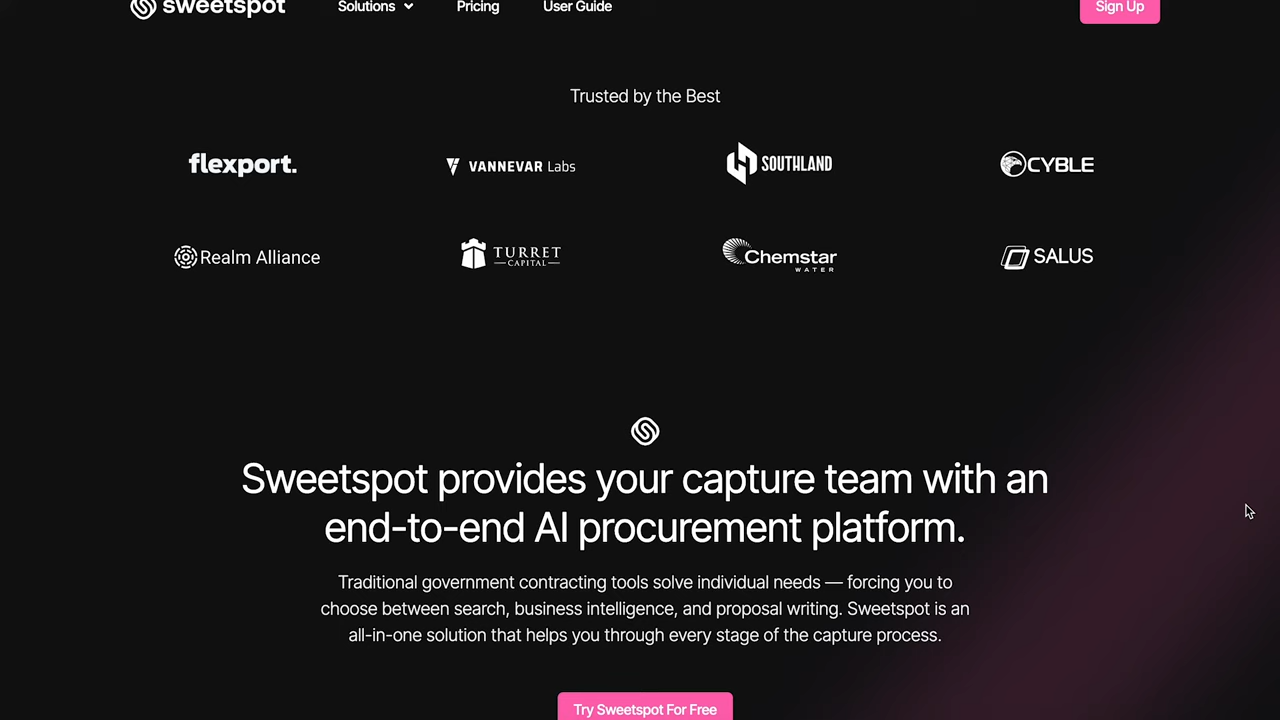 sweetspot Solutions Pricing User Guide Sign Up
Trusted by the Best
flexport. VANNEVAR Labs SOUTHLAND CYBLE
Realm Alliance TURRET CAPITAL Chemstar WATER SALUS
Sweetspot provides your capture team with an
end-to-end AI procurement platform.
Traditional government contracting tools solve individual needs — forcing you to
choose between search, business intelligence, and proposal writing. Sweetspot is an
all-in-one solution that helps you through every stage of the capture process.
Try Sweetspot For Free